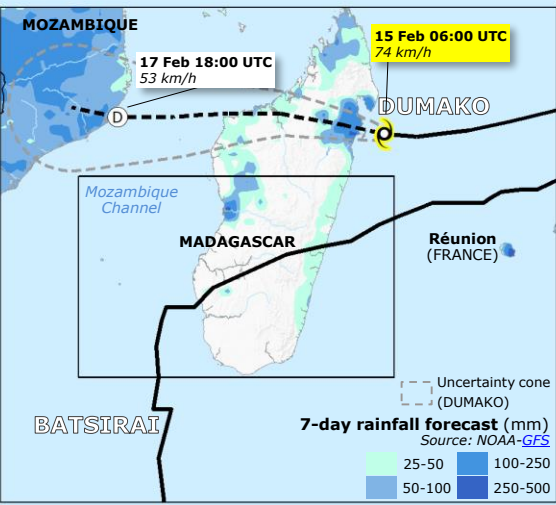 MOZAMBIQUE
17 Feb 18:00 UTC
53 km/h
15 Feb 06:00 UTC
74 km/h
D
DUMAKO
Mozambique
Channel
MADAGASCAR
Réunion
(FRANCE)
BATSIRAI
Uncertainty cone
(DUMAKO)
7-day rainfall forecast (mm)
Source: NOAA-GFS
25-50
100-250
50-100
250-500